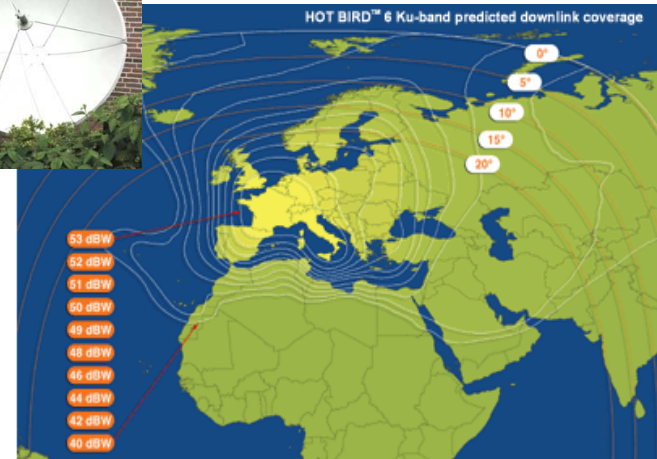 HOT BIRD™ 6 Ku-band predicted downlink coverage
0°
5°
10°
15°
20°
53 dBW
52 dBW
51 dBW
50 dBW
49 dBW
48 dBW
46 dBW
44 dBW
42 dBW
40 dBW